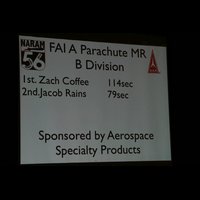 NARAM
56
FAI A Parachute MR
B Division
1st. Zach Coffee 114sec
2nd.Jacob Rains 79sec
Sponsored by Aerospace
Specialty Products